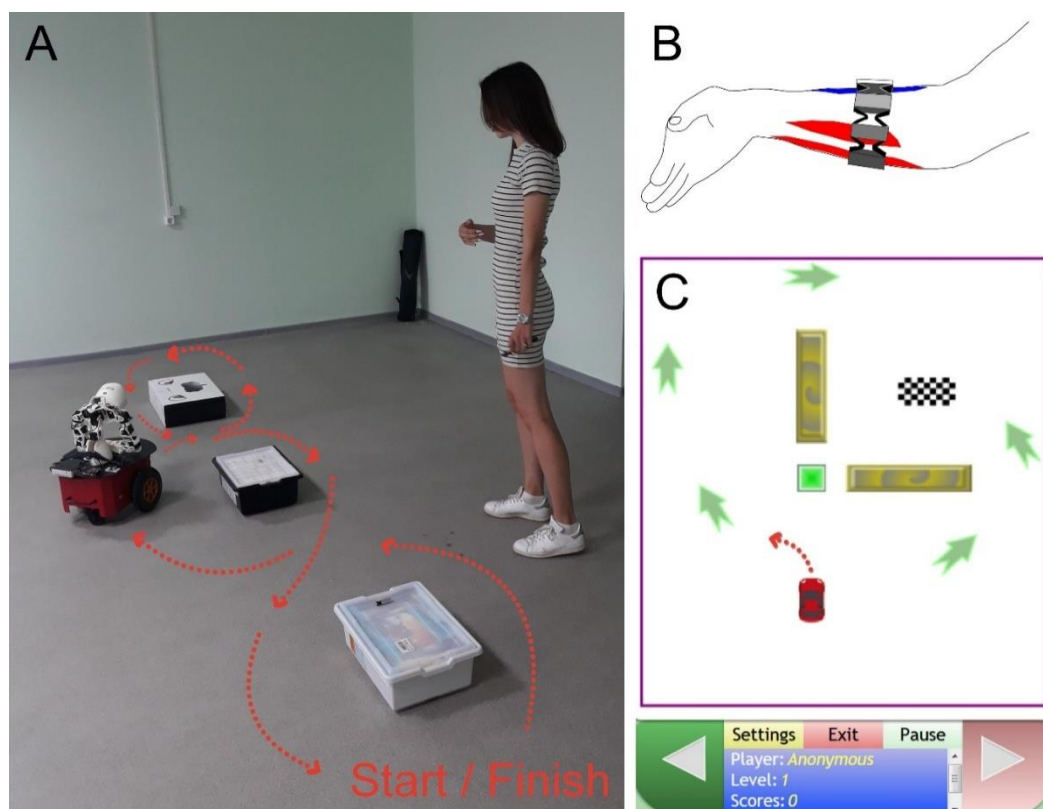 A
Start / Finish
B
C
Settings
Exit
Pause
Player: Anonymous
Level: 1
Scores: 0